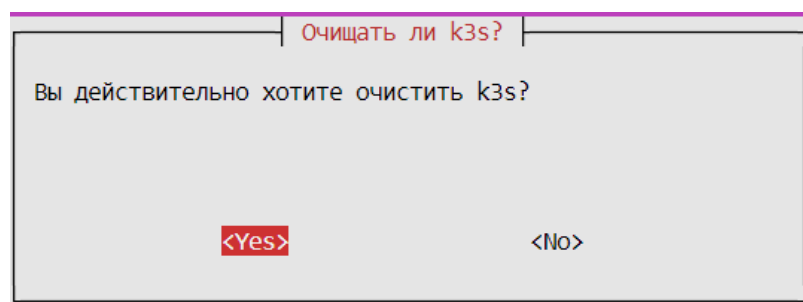 Очищать ли k3s?
Вы действительно хотите очистить k3s?
<Yes> <No>